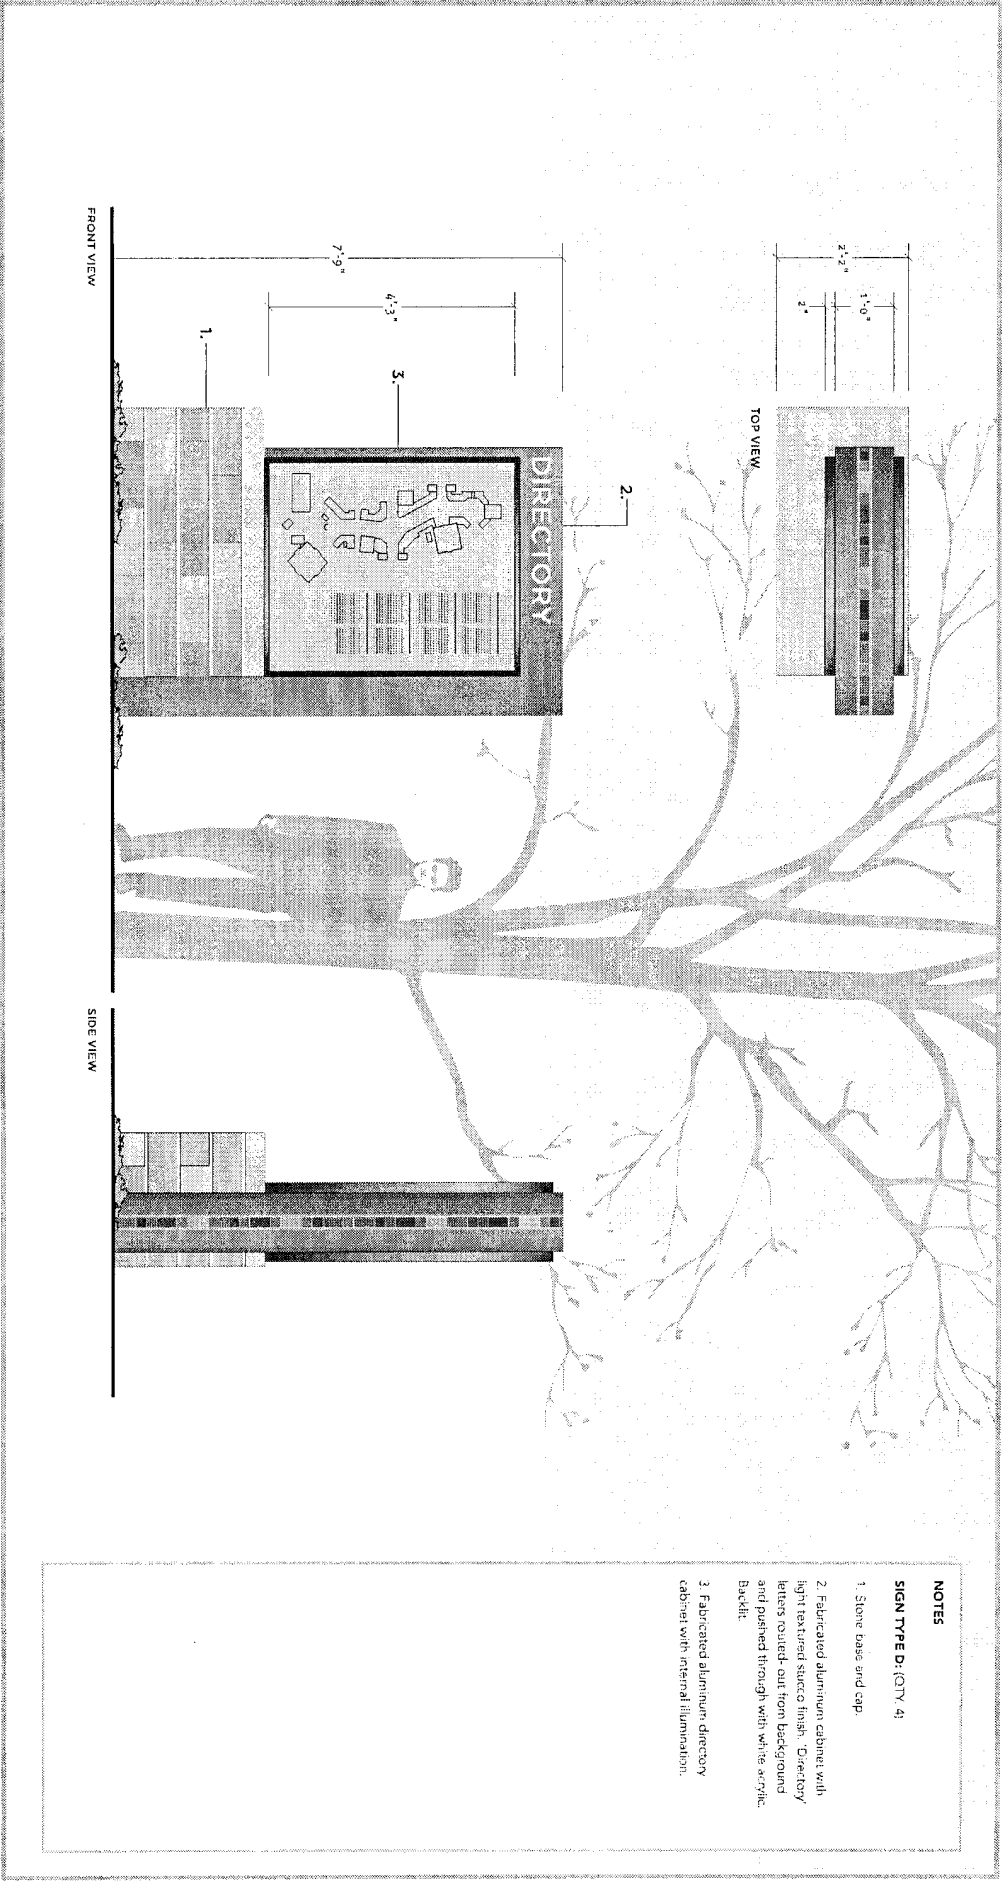 2'-2"
1'-0"
2"
TOP VIEW
2.
7'-9"
4'-3"
3.
1.
DIRECTORY
FRONT VIEW
SIDE VIEW
NOTES
SIGN TYPE D: (QTY. 4)
1. Stone base and cap.
2. Fabricated aluminum cabinet with
light textured stucco finish. 'Directory'
letters routed- out from background
and pushed through with white acrylic.
Backlit.
3. Fabricated aluminum directory
cabinet with internal illumination.